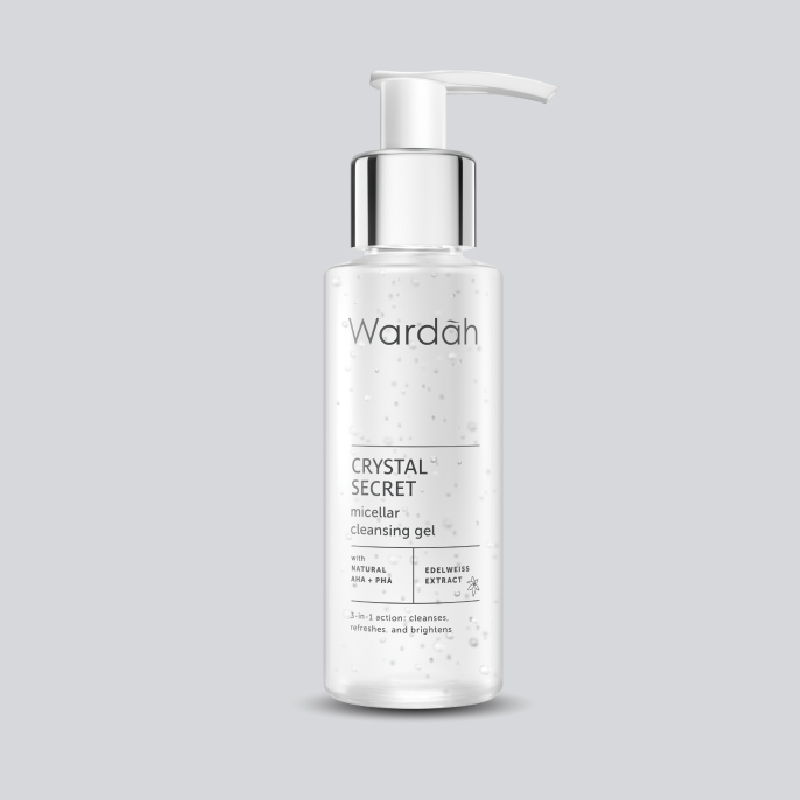 Wardah
CRYSTAL
SECRET
micellar
cleansing gel
with
NATURAL
AHA + PHA
EDELWEISS
EXTRACT
3-in-1 action: cleanses,
refreshes, and brightens